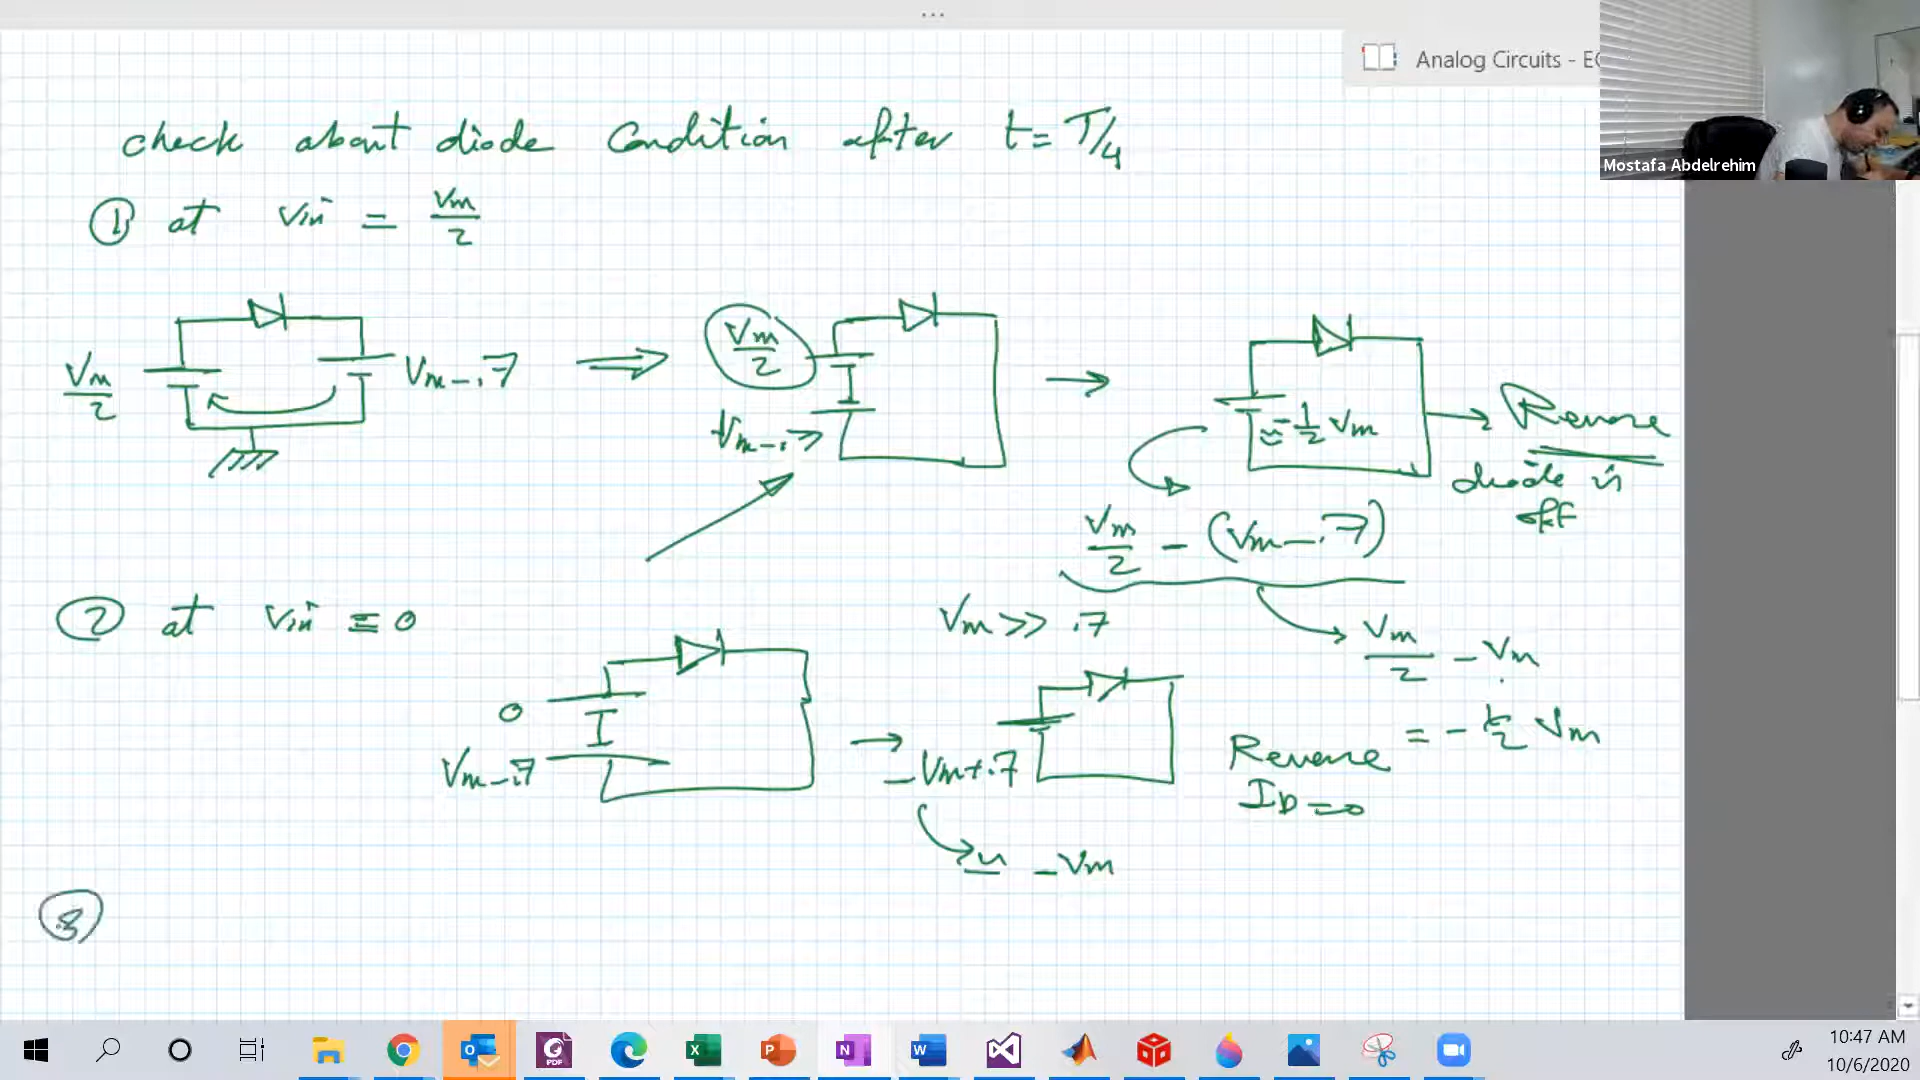 ...
Analog Circuits - EC
Mostafa Abdelrehim
check about diode Condition after t = T/4
① at Vin = Vm/2
Vm/2
Vm-.7
⇒
Vm/2
Vm-.7
→
≈ -1/2 Vm
→ Reverse
diode is
off
Vm/2 - (Vm-.7)
Vm >> .7
Vm/2 - Vm
= - 1/2 Vm
② at Vin = 0
0
Vm-.7
→
-Vm+.7
Reverse
ID=0
≈ -Vm
③
10:47 AM
10/6/2020